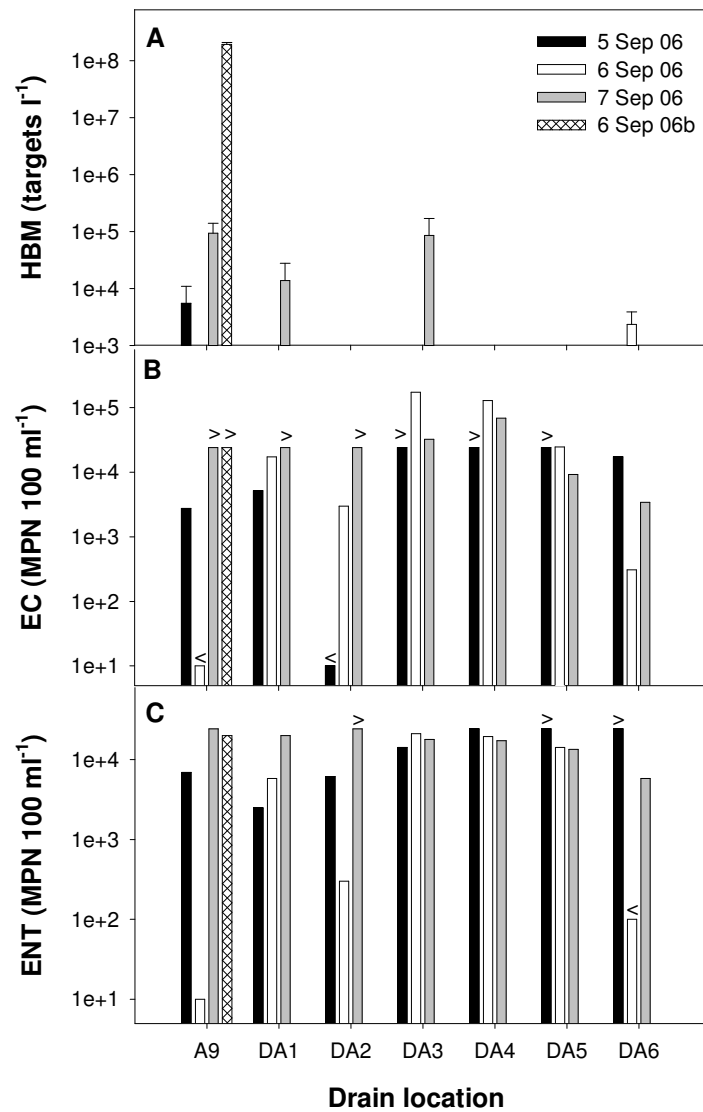 A
5 Sep 06
6 Sep 06
7 Sep 06
6 Sep 06b
HBM (targets l⁻¹)
1e+8
1e+7
1e+6
1e+5
1e+4
1e+3
B
EC (MPN 100 ml⁻¹)
1e+5
1e+4
1e+3
1e+2
1e+1
> > > > > > >
< <
C
ENT (MPN 100 ml⁻¹)
1e+4
1e+3
1e+2
1e+1
> > >
<
A9 DA1 DA2 DA3 DA4 DA5 DA6
Drain location